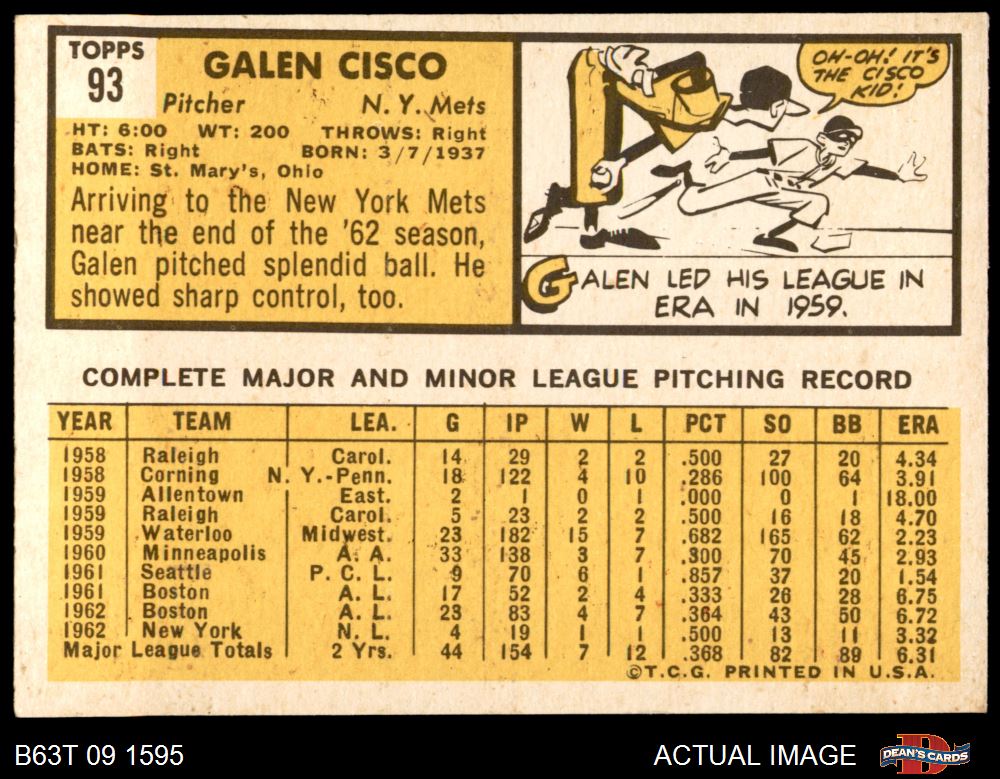 TOPPS
93
GALEN CISCO
Pitcher N. Y. Mets
HT: 6:00 WT: 200 THROWS: Right
BATS: Right BORN: 3/7/1937
HOME: St. Mary's, Ohio
Arriving to the New York Mets
near the end of the '62 season,
Galen pitched splendid ball. He
showed sharp control, too.
OH-OH! IT'S
THE CISCO
KID!
GALEN LED HIS LEAGUE IN
ERA IN 1959.
COMPLETE MAJOR AND MINOR LEAGUE PITCHING RECORD
YEAR TEAM LEA. G IP W L PCT SO BB ERA
1958 Raleigh Carol. 14 29 2 2 .500 27 20 4.34
1958 Corning N. Y.-Penn. 18 122 4 10 .286 100 64 3.91
1959 Allentown East. 2 1 0 1 .000 0 1 18.00
1959 Raleigh Carol. 5 23 2 2 .500 16 18 4.70
1959 Waterloo Midwest. 23 182 15 7 .682 165 62 2.23
1960 Minneapolis A. A. 33 138 3 7 .300 70 45 2.93
1961 Seattle P. C. L. 9 70 6 1 .857 37 20 1.54
1961 Boston A. L. 17 52 2 4 .333 26 28 6.75
1962 Boston A. L. 23 83 4 7 .364 43 50 6.72
1962 New York N. L. 4 19 1 1 .500 13 11 3.32
Major League Totals 2 Yrs. 44 154 7 12 .368 82 89 6.31
©T.C.G. PRINTED IN U.S.A.
B63T 09 1595 ACTUAL IMAGE DEAN'S CARDS